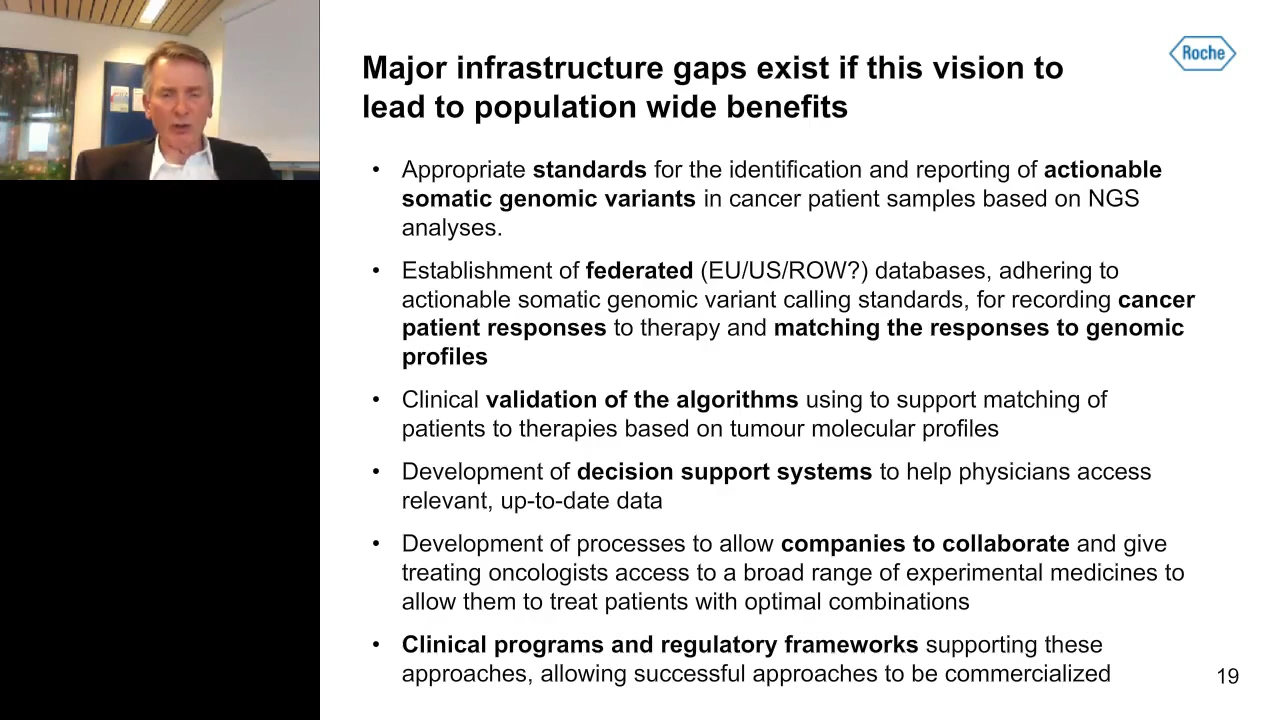 Roche
Major infrastructure gaps exist if this vision to
lead to population wide benefits
• Appropriate standards for the identification and reporting of actionable
somatic genomic variants in cancer patient samples based on NGS
analyses.
• Establishment of federated (EU/US/ROW?) databases, adhering to
actionable somatic genomic variant calling standards, for recording cancer
patient responses to therapy and matching the responses to genomic
profiles
• Clinical validation of the algorithms using to support matching of
patients to therapies based on tumour molecular profiles
• Development of decision support systems to help physicians access
relevant, up-to-date data
• Development of processes to allow companies to collaborate and give
treating oncologists access to a broad range of experimental medicines to
allow them to treat patients with optimal combinations
• Clinical programs and regulatory frameworks supporting these
approaches, allowing successful approaches to be commercialized
19